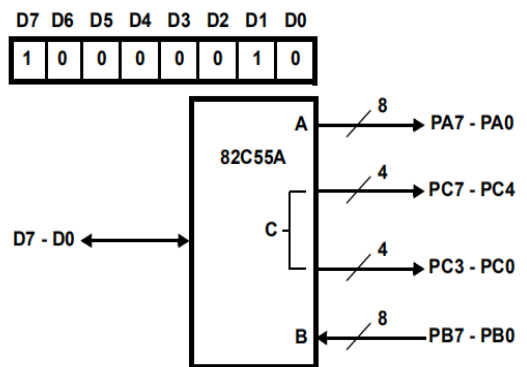 D7 D6 D5 D4 D3 D2 D1 D0
1 0 0 0 0 0 1 0
A 8 PA7 - PA0
82C55A
4 PC7 - PC4
C
D7 - D0
4 PC3 - PC0
B 8 PB7 - PB0